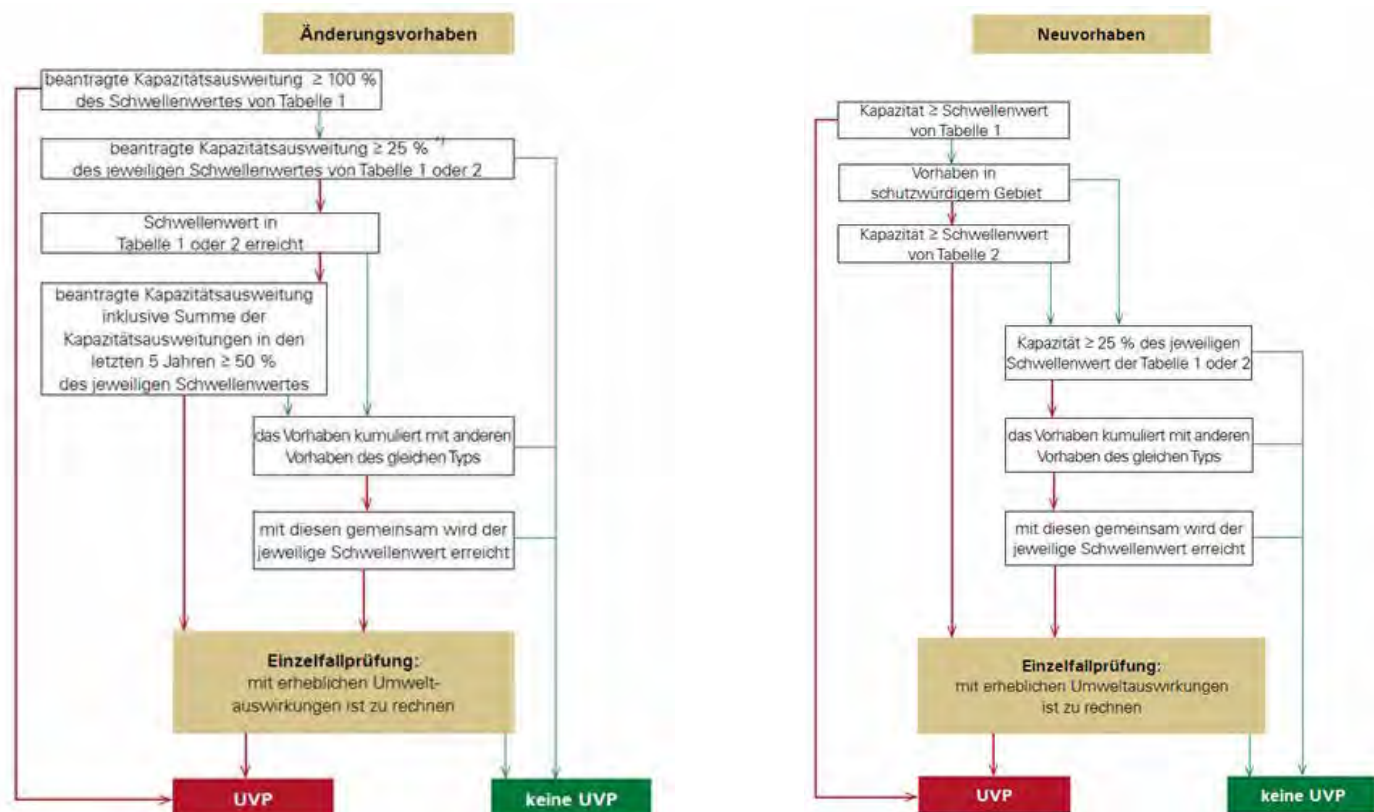 Änderungsvorhaben
beantragte Kapazitätsausweitung ≥ 100 %
des Schwellenwertes von Tabelle 1
beantragte Kapazitätsausweitung ≥ 25 % *)
des jeweiligen Schwellenwertes von Tabelle 1 oder 2
Schwellenwert in
Tabelle 1 oder 2 erreicht
beantragte Kapazitätsausweitung
inklusive Summe der
Kapazitätsausweitungen in den
letzten 5 Jahren ≥ 50 %
des jeweiligen Schwellenwertes
das Vorhaben kumuliert mit anderen
Vorhaben des gleichen Typs
mit diesen gemeinsam wird der
jeweilige Schwellenwert erreicht
Einzelfallprüfung:
mit erheblichen Umwelt-
auswirkungen ist zu rechnen
UVP
keine UVP
Neuvorhaben
Kapazität ≥ Schwellenwert
von Tabelle 1
Vorhaben in
schutzwürdigem Gebiet
Kapazität ≥ Schwellenwert
von Tabelle 2
Kapazität ≥ 25 % des jeweiligen
Schwellenwert der Tabelle 1 oder 2
das Vorhaben kumuliert mit anderen
Vorhaben des gleichen Typs
mit diesen gemeinsam wird der
jeweilige Schwellenwert erreicht
Einzelfallprüfung:
mit erheblichen Umweltauswirkungen
ist zu rechnen
UVP
keine UVP